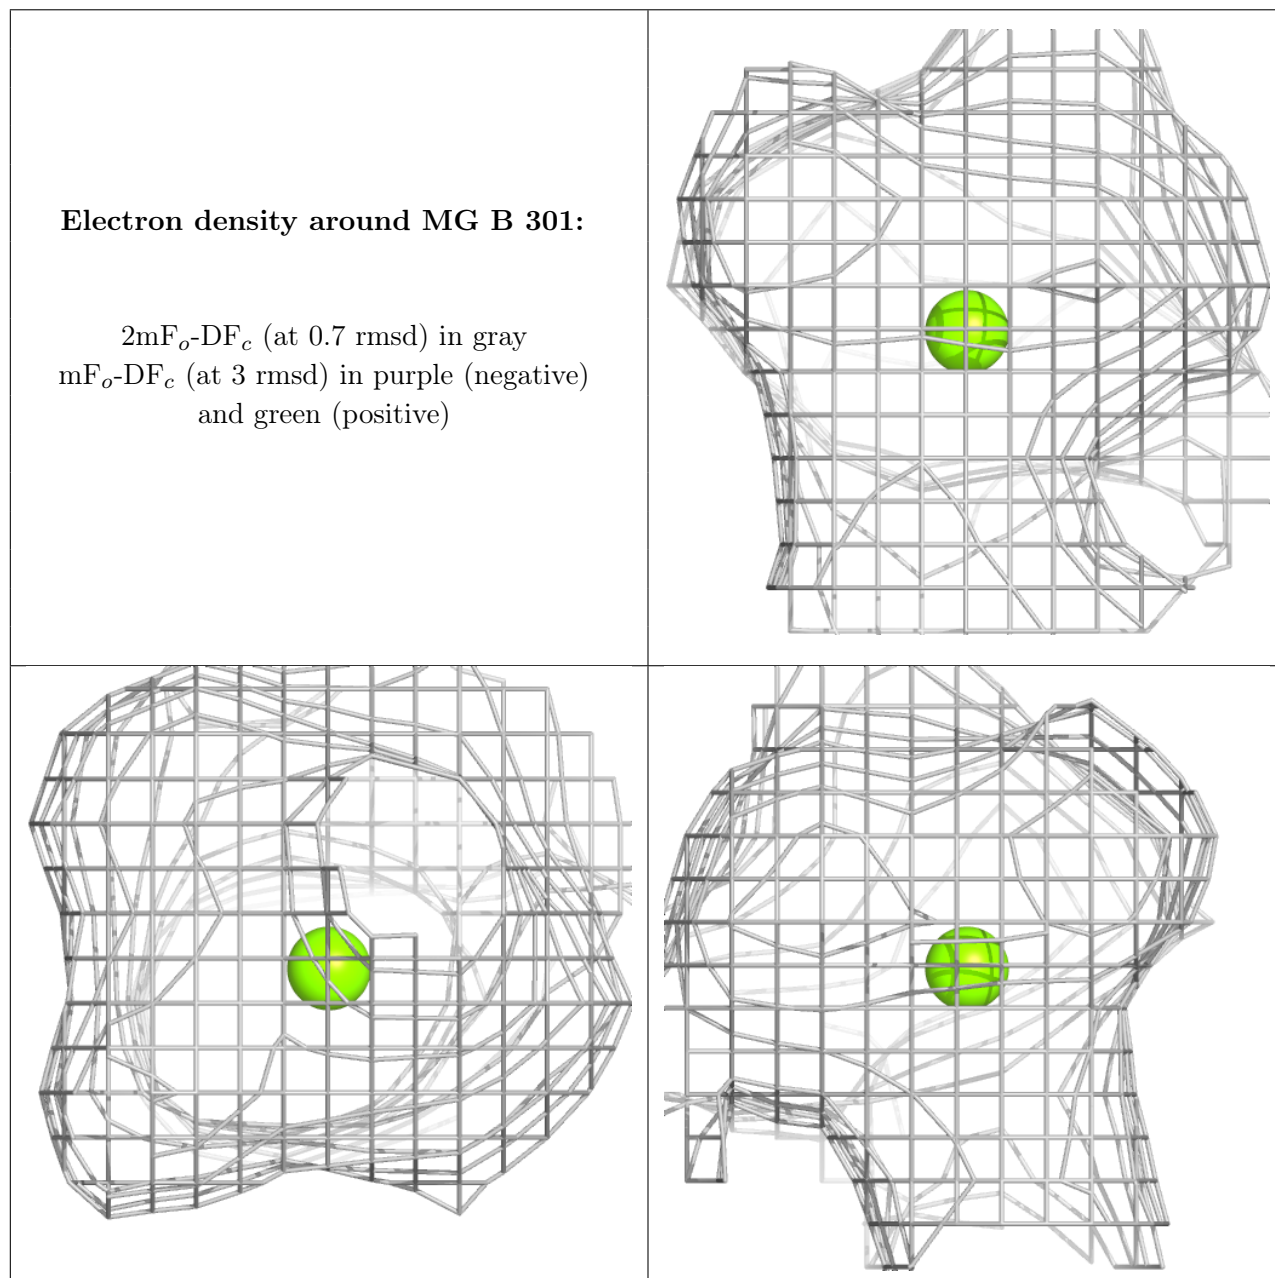 Electron density around MG B 301:
2mFo-DFc (at 0.7 rmsd) in gray
mFo-DFc (at 3 rmsd) in purple (negative)
and green (positive)